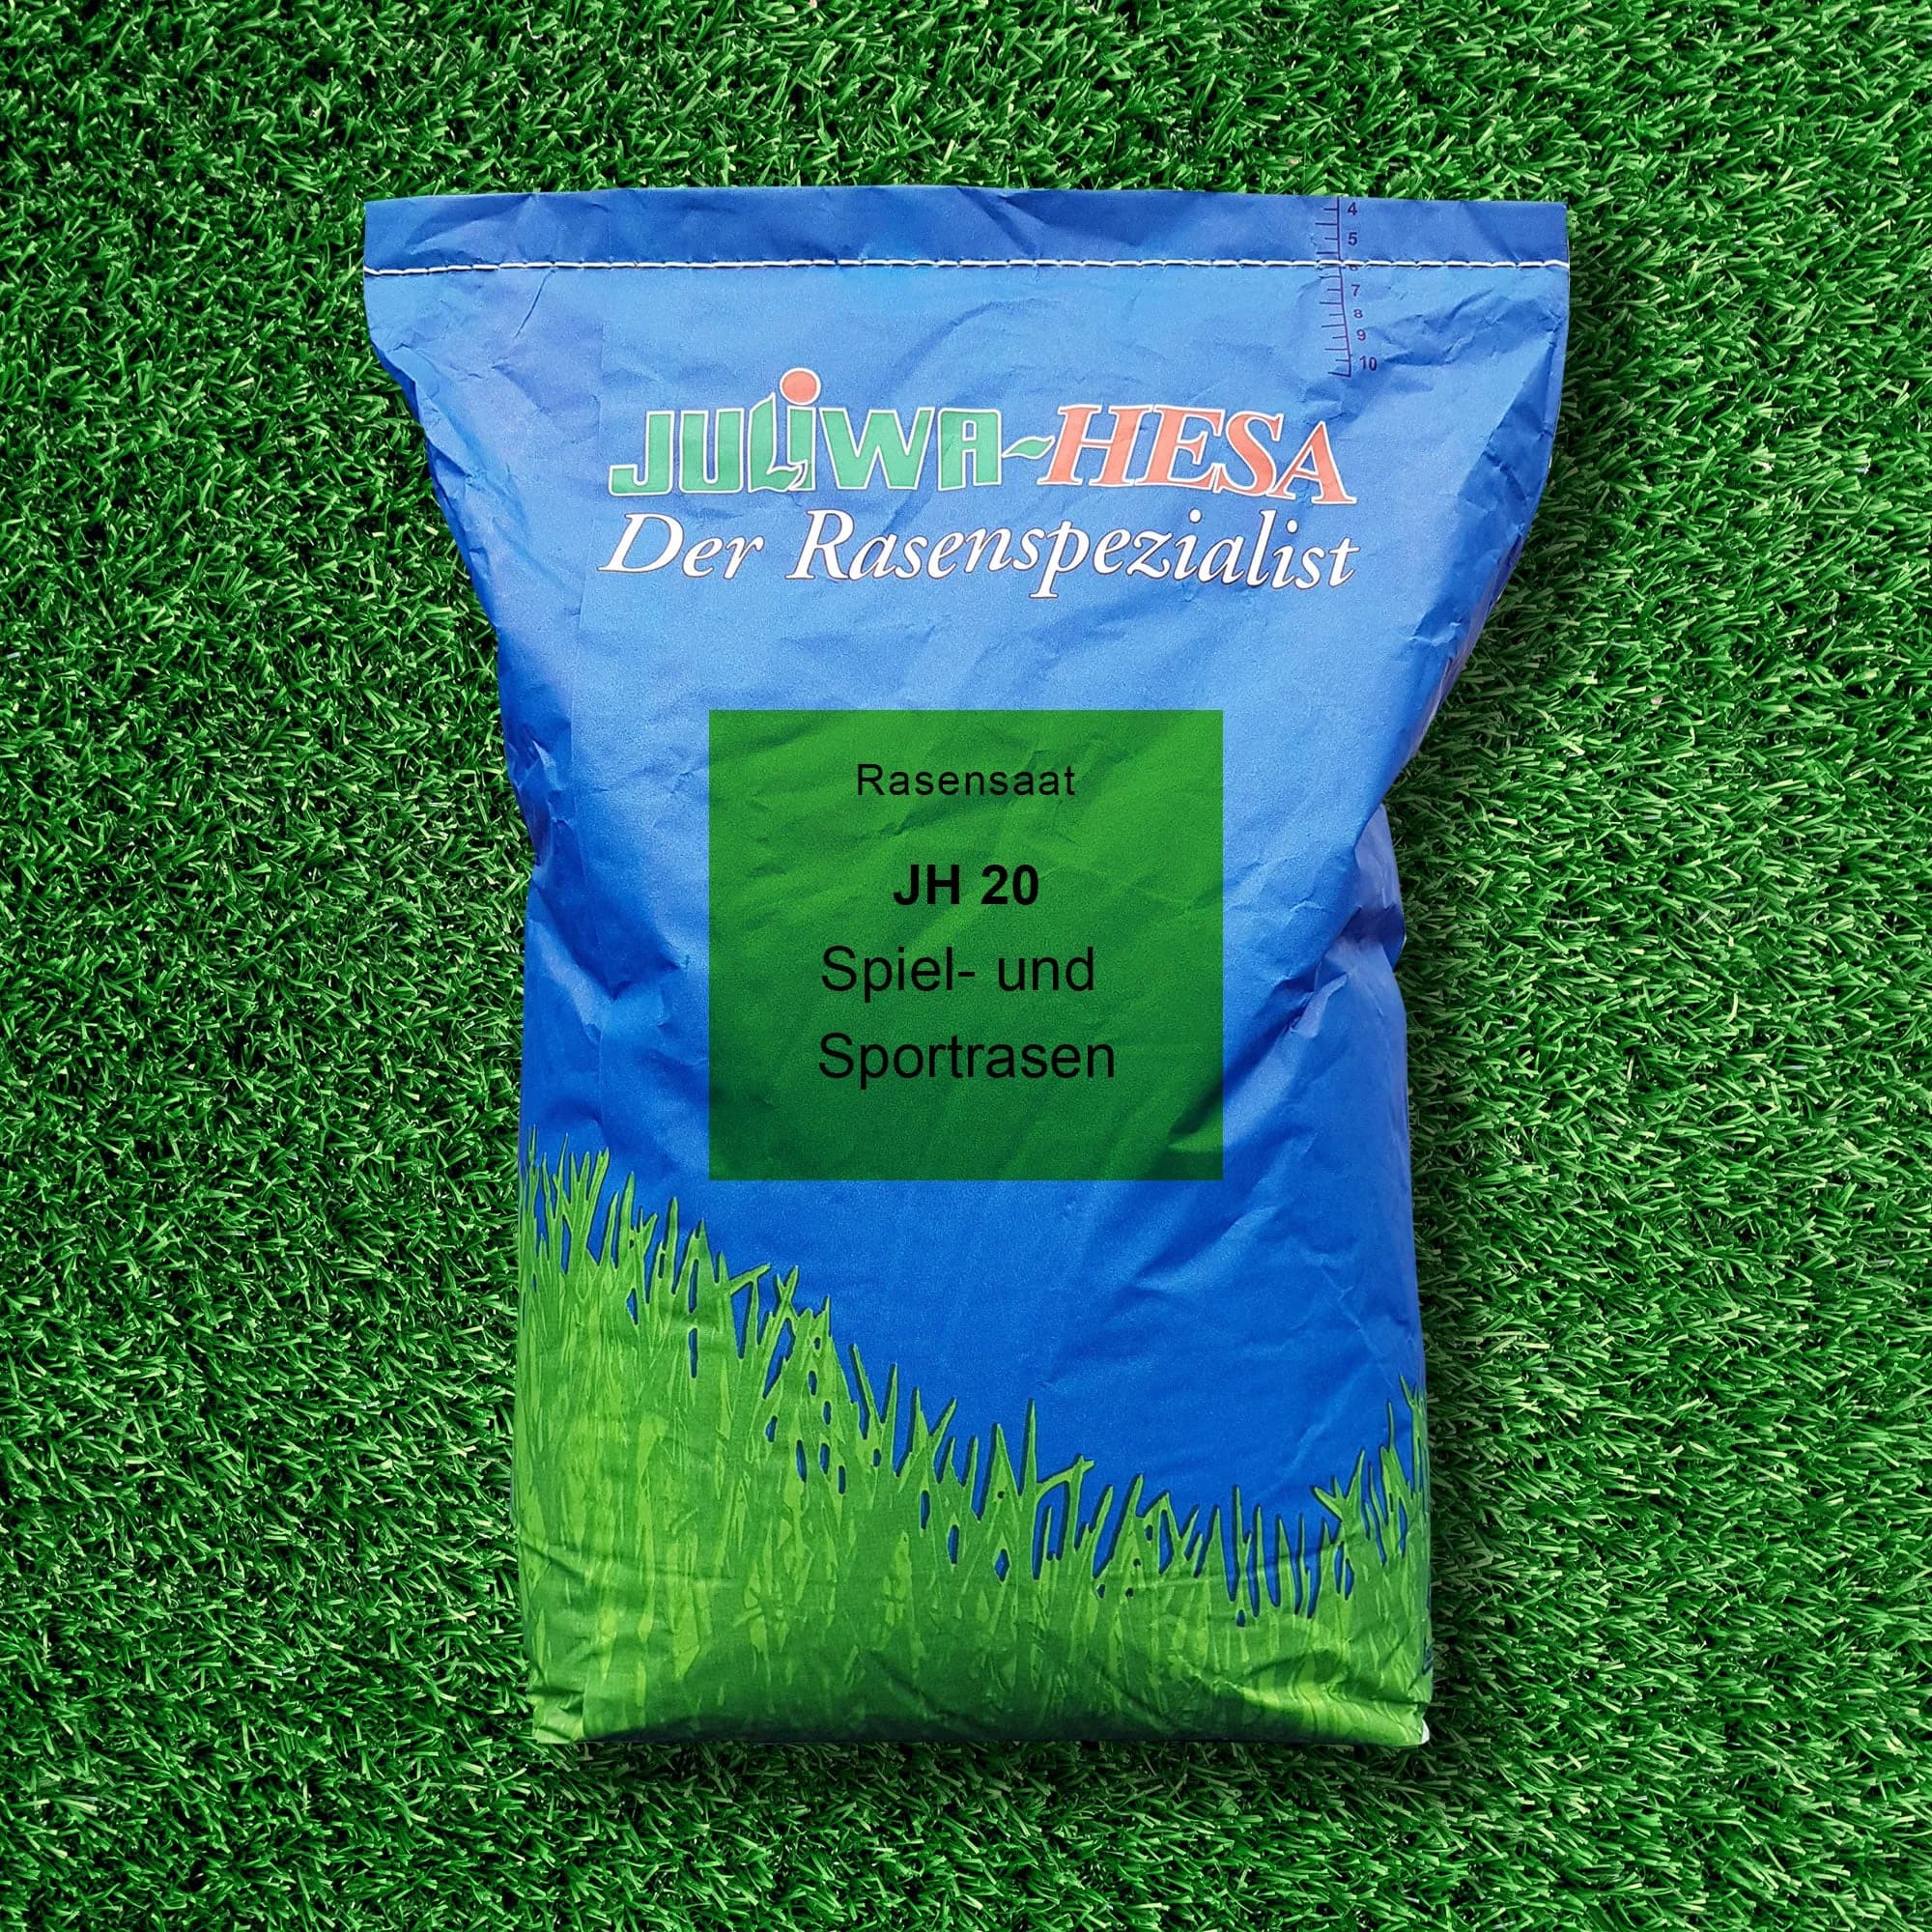 4
5
6
7
8
9
10
JULiWA-HESA
Der Rasenspezialist
Rasensaat
JH 20
Spiel- und
Sportrasen